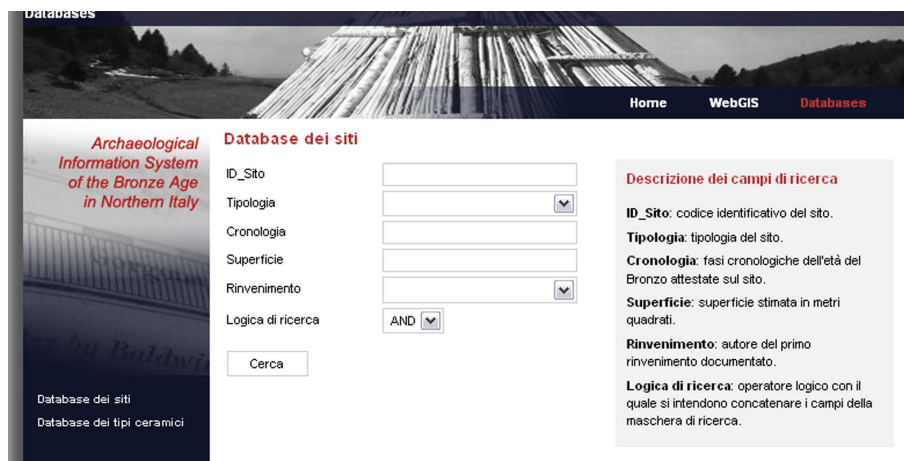 Databases
Home WebGIS Databases
Archaeological
Information System
of the Bronze Age
in Northern Italy
Database dei siti
Database dei tipi ceramici
Database dei siti
ID_Sito
Tipologia
Cronologia
Superficie
Rinvenimento
Logica di ricerca AND
Cerca
Descrizione dei campi di ricerca
ID_Sito: codice identificativo del sito.
Tipologia: tipologia del sito.
Cronologia: fasi cronologiche dell'età del
Bronzo attestate sul sito.
Superficie: superficie stimata in metri
quadrati.
Rinvenimento: autore del primo
rinvenimento documentato.
Logica di ricerca: operatore logico con il
quale si intendono concatenare i campi della
maschera di ricerca.